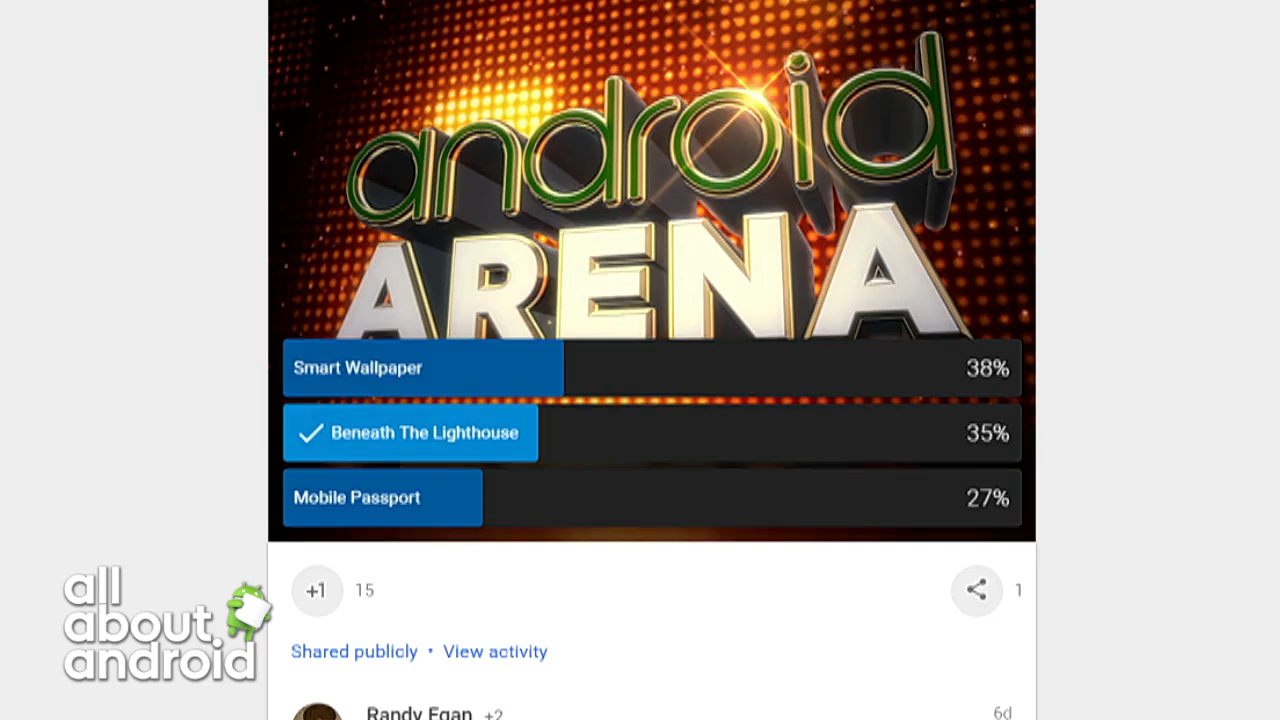 android
ARENA
Smart Wallpaper 38%
Beneath The Lighthouse 35%
Mobile Passport 27%
+1 15 1
Shared publicly • View activity
Randy Egan +2 6d
all
about
android